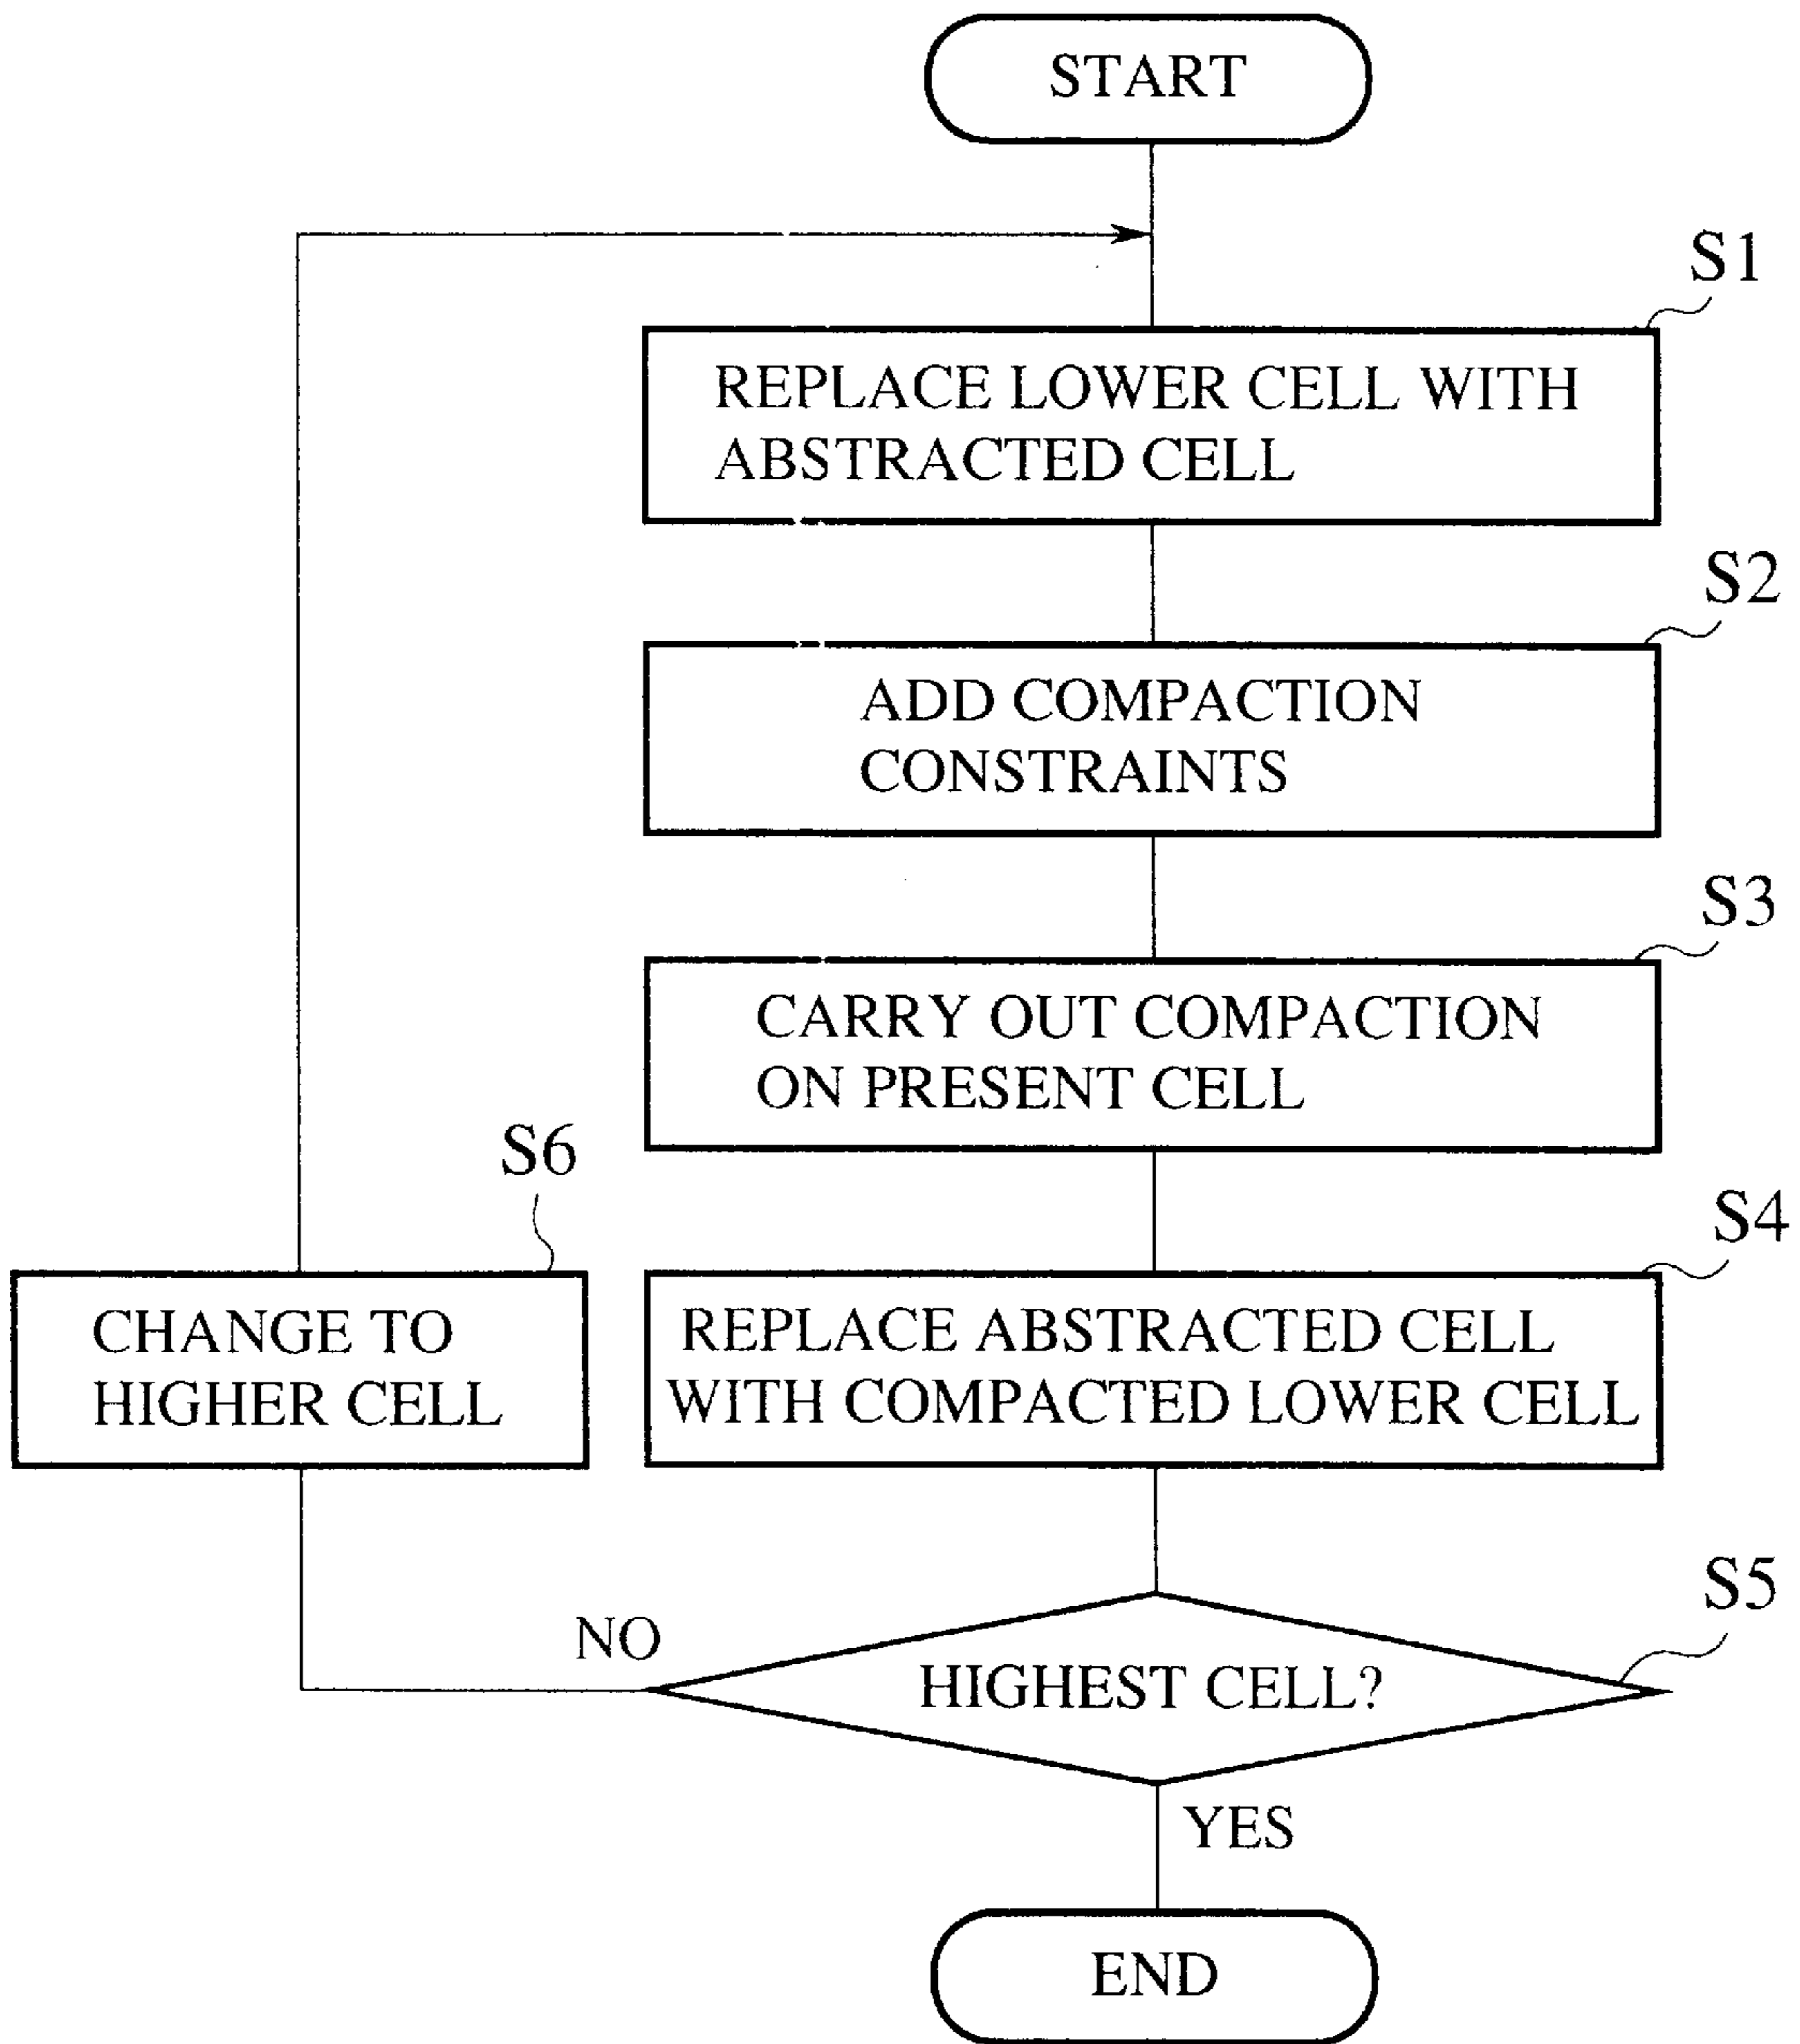 START
S1
REPLACE LOWER CELL WITH
ABSTRACTED CELL
S2
ADD COMPACTION
CONSTRAINTS
S3
CARRY OUT COMPACTION
ON PRESENT CELL
S6
CHANGE TO
HIGHER CELL
S4
REPLACE ABSTRACTED CELL
WITH COMPACTED LOWER CELL
S5
NO
HIGHEST CELL?
YES
END